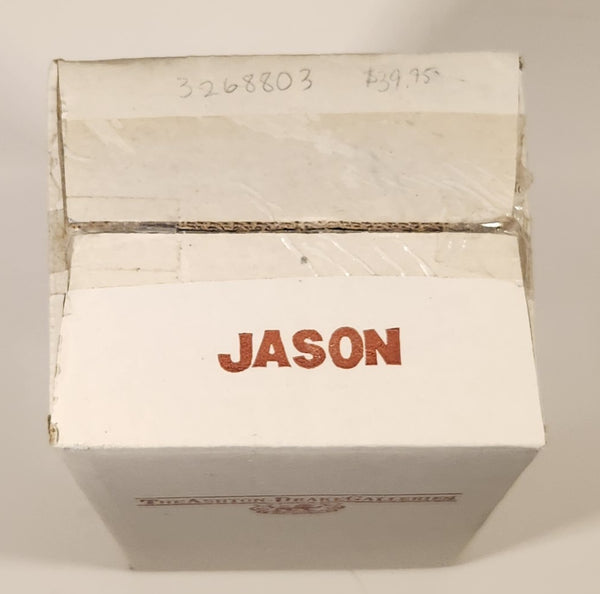 3268803 $39.95
JASON
THE ASHTON-DRAKE GALLERIES